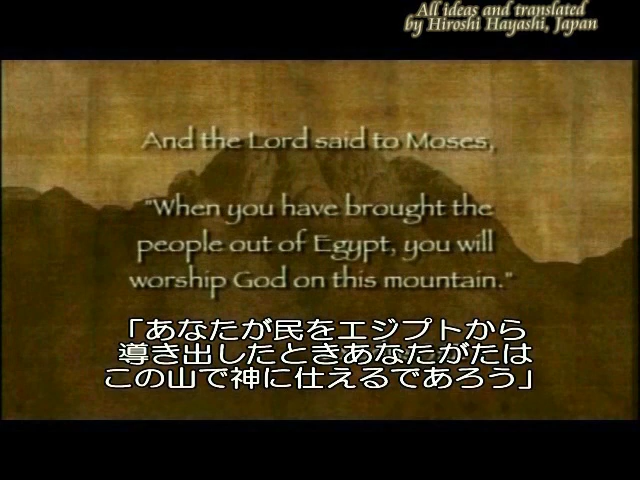 All ideas and translated
by Hiroshi Hayashi, Japan
And the Lord said to Moses,
"When you have brought the
people out of Egypt, you will
worship God on this mountain."
「あなたが民をエジプトから
導き出したときあなたがたは
この山で神に仕えるであろう」